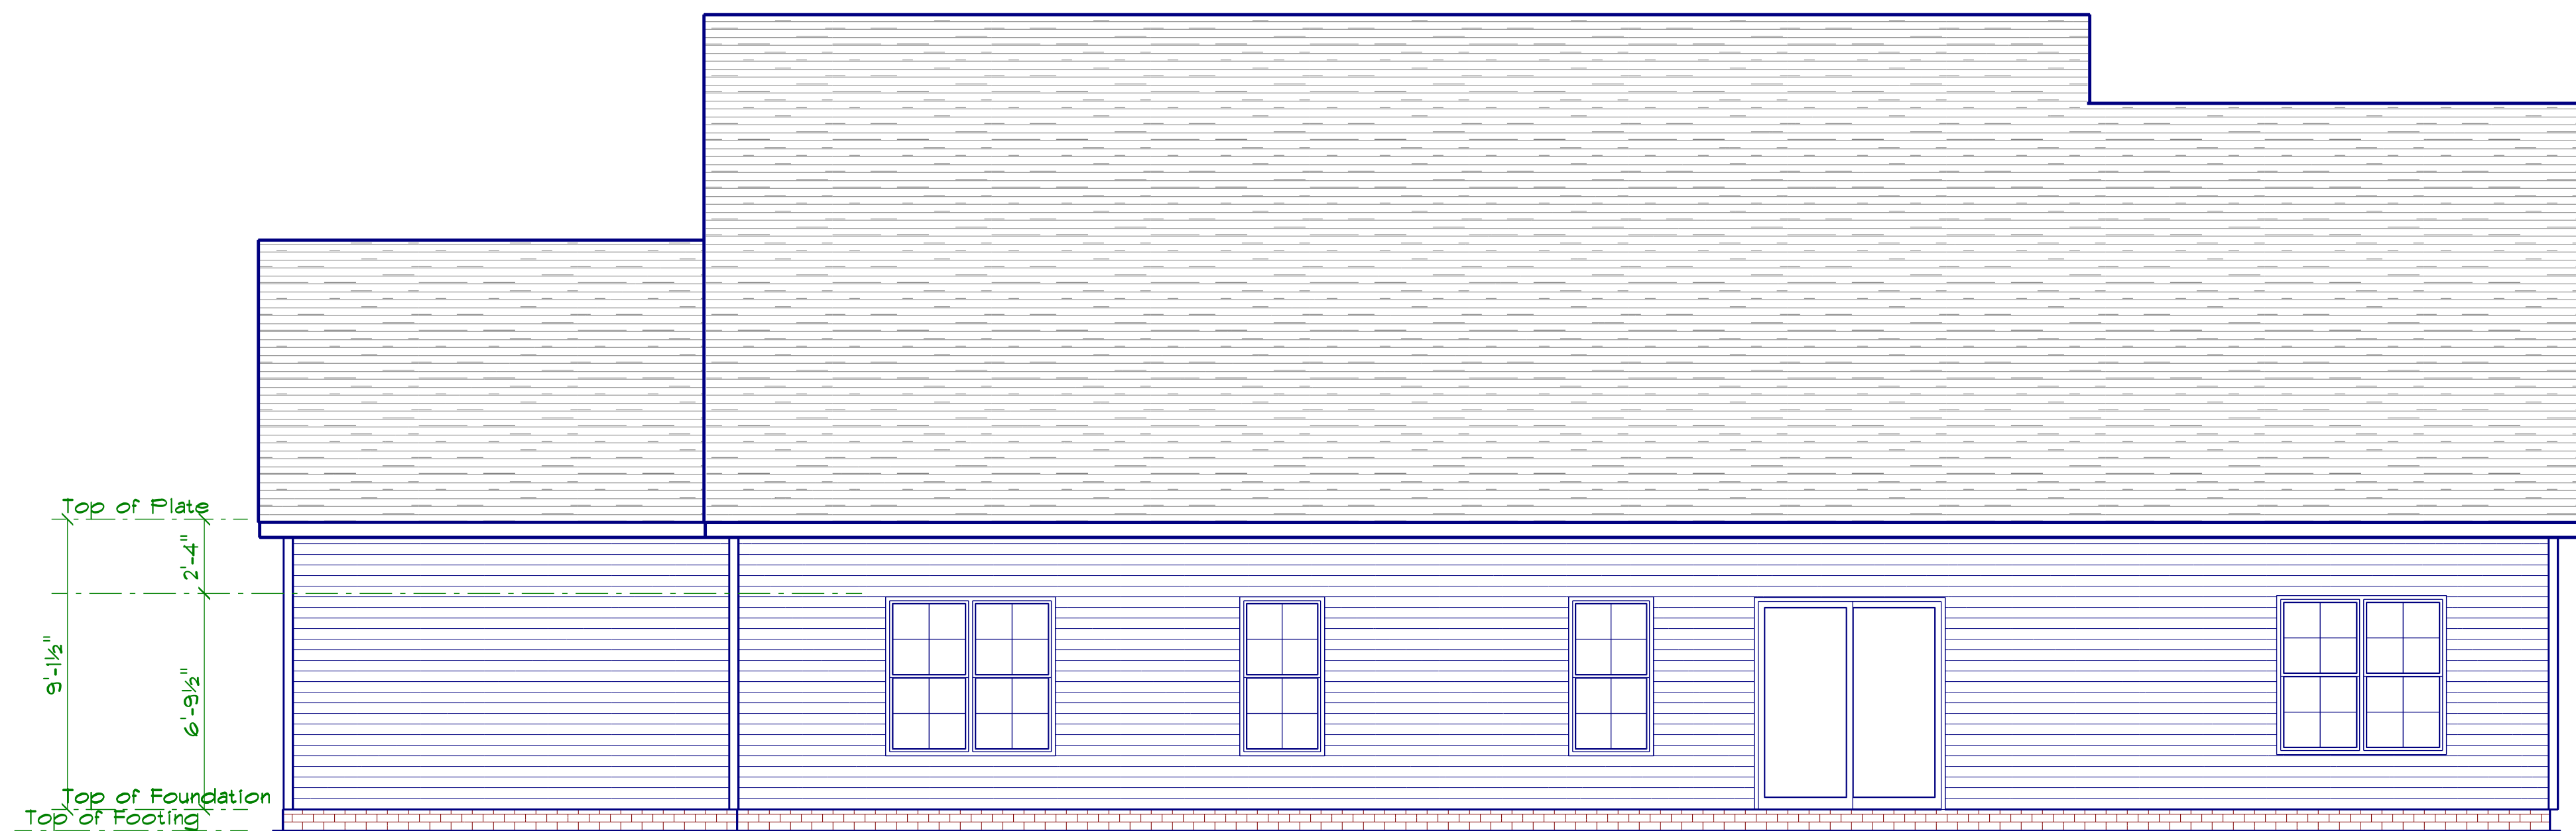 Top of Plate
2'-4"
9'-1½"
6'-9½"
Top of Foundation
Top of Footing